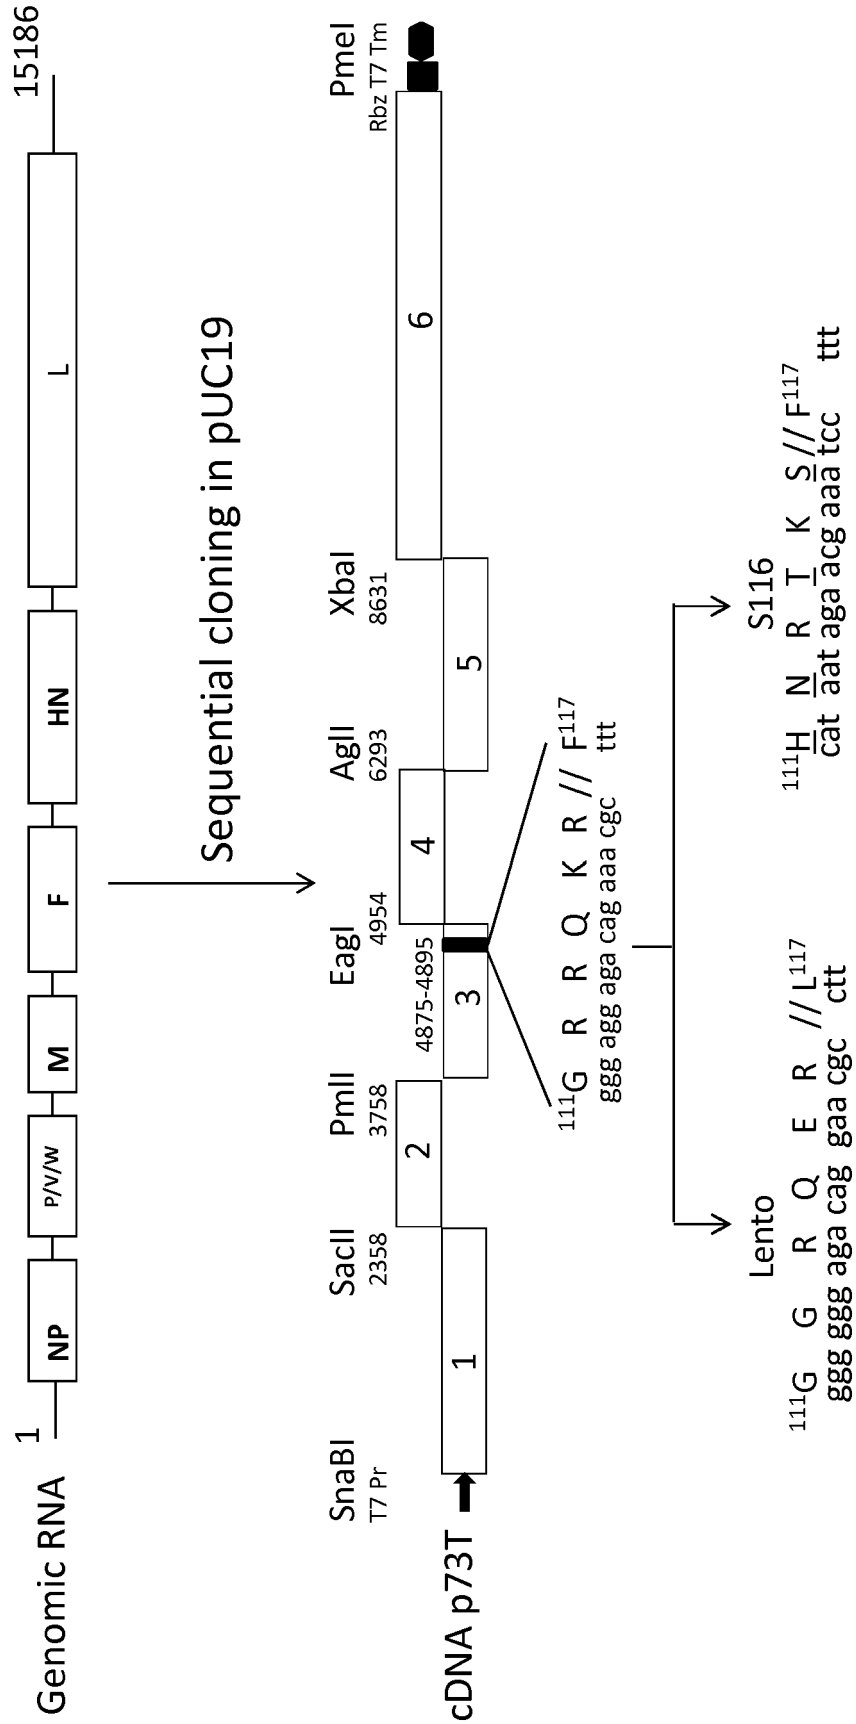 Genomic RNA
1
15186
NP
P/V/W
M
F
HN
L
Sequential cloning in pUC19
SnaBI
T7 Pr
SacII
2358
PmlI
3758
EagI
4954
AgII
6293
XbaI
8631
PmeI
Rbz T7 Tm
4875-4895
cDNA p73T
1
2
3
4
5
6
111G R R Q K R // F117
ggg agg aga cag aaa cgc ttt
Lento
111G G R Q E R // L117
ggg ggg aga cag gaa cgc ctt
S116
111H N R T K S // F117
cat aat aga acg aaa tcc ttt